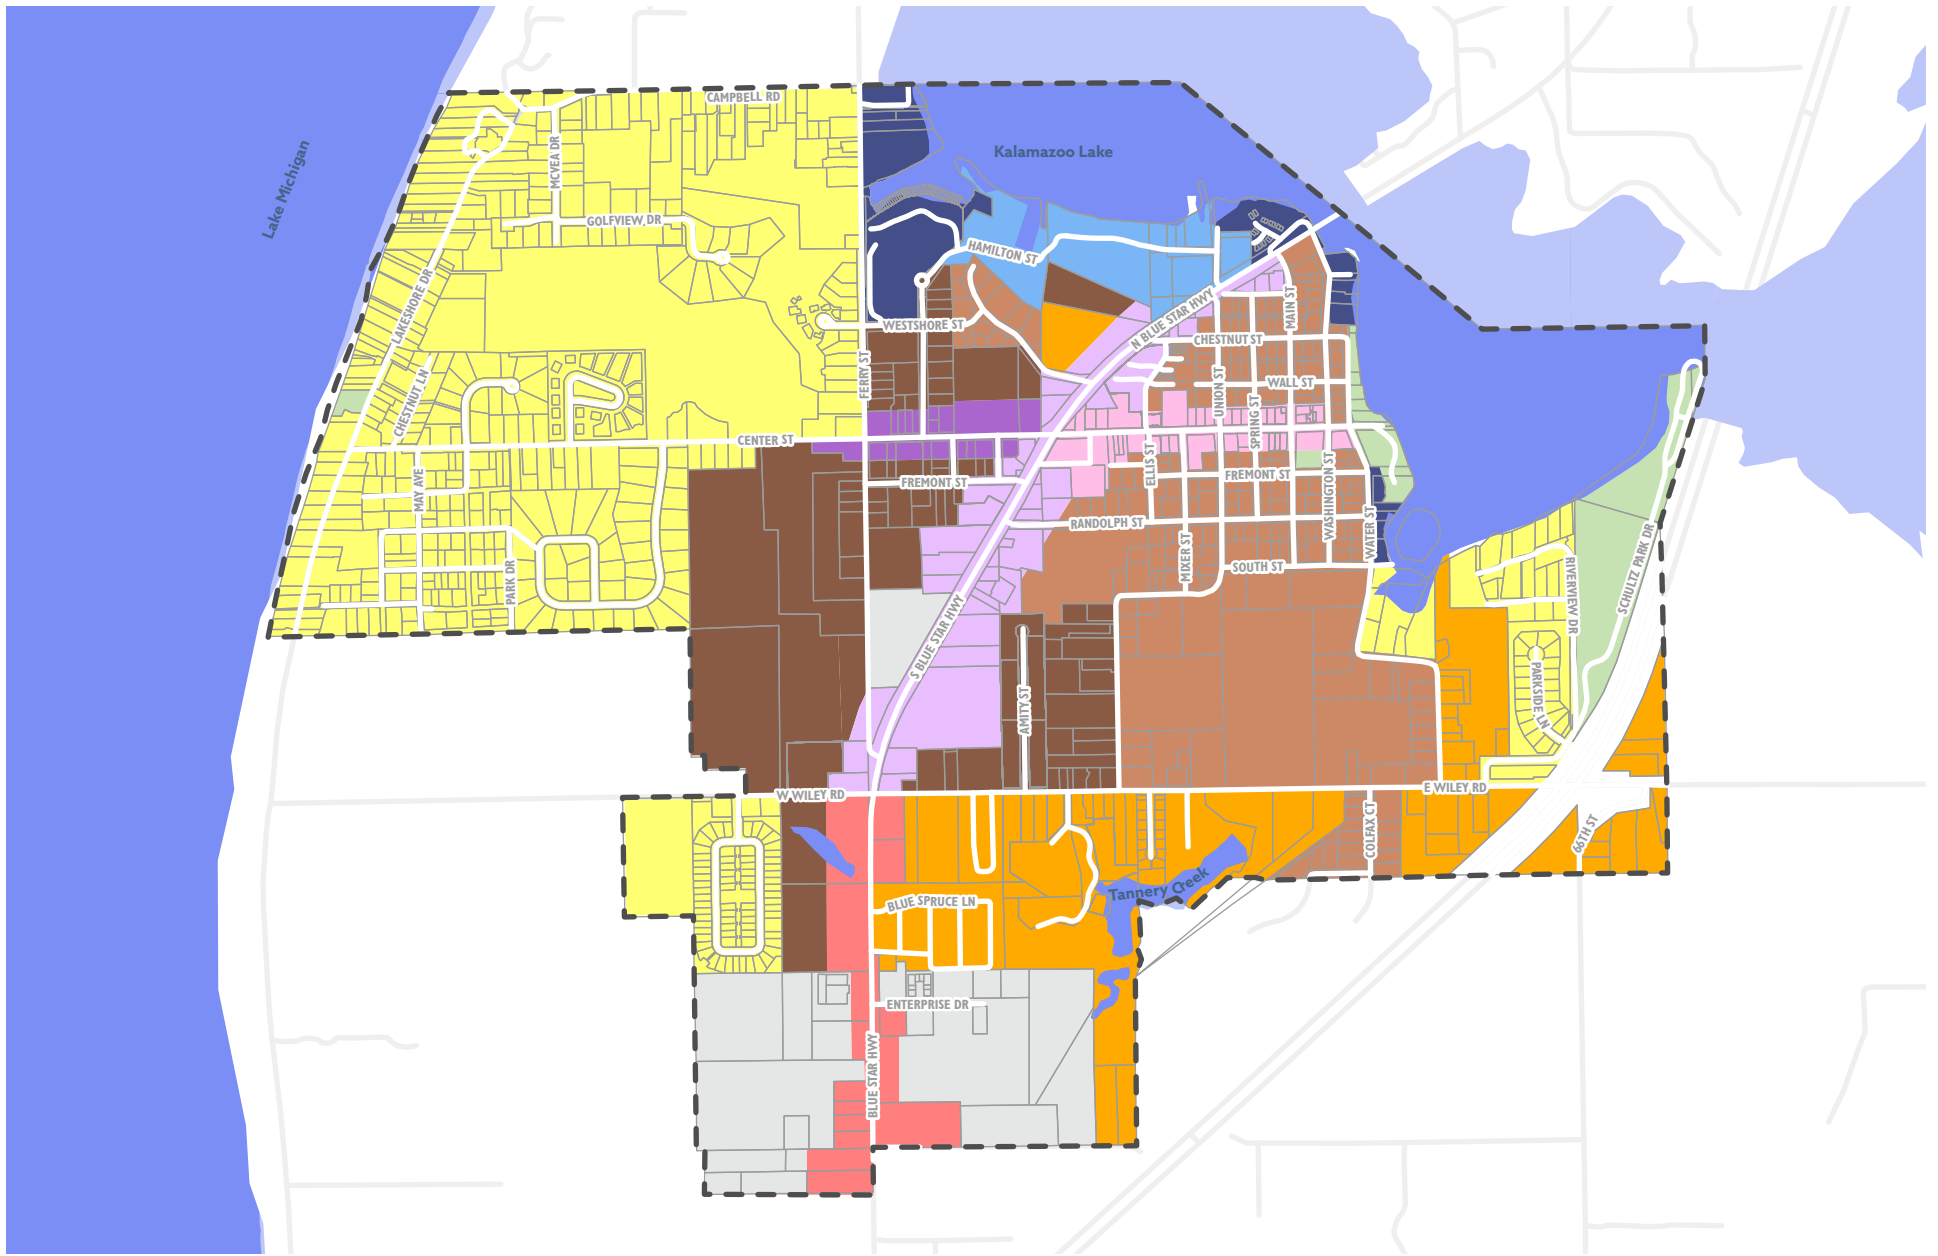 CAMPBELL RD
Lake Michigan
Kalamazoo Lake
MCVEA DR
GOLFVIEW DR
HAMILTON ST
LAKESHORE DR
N BLUE STAR HWY
MAIN ST
WESTSHORE ST
CHESTNUT ST
FERRY ST
WALL ST
CHESTNUT LN
UNION ST
SPRING ST
CENTER ST
ELLIS ST
MAY AVE
FREMONT ST
FREMONT ST
WASHINGTON ST
RANDOLPH ST
WATER ST
MIXER ST
SOUTH ST
PARK DR
RIVERVIEW DR
SCHULTZ PARK DR
S BLUE STAR HWY
PARKSIDE LN
AMITY ST
W WILEY RD
E WILEY RD
COLFAX CT
66TH ST
Tannery Creek
BLUE SPRUCE LN
ENTERPRISE DR
BLUE STAR HWY